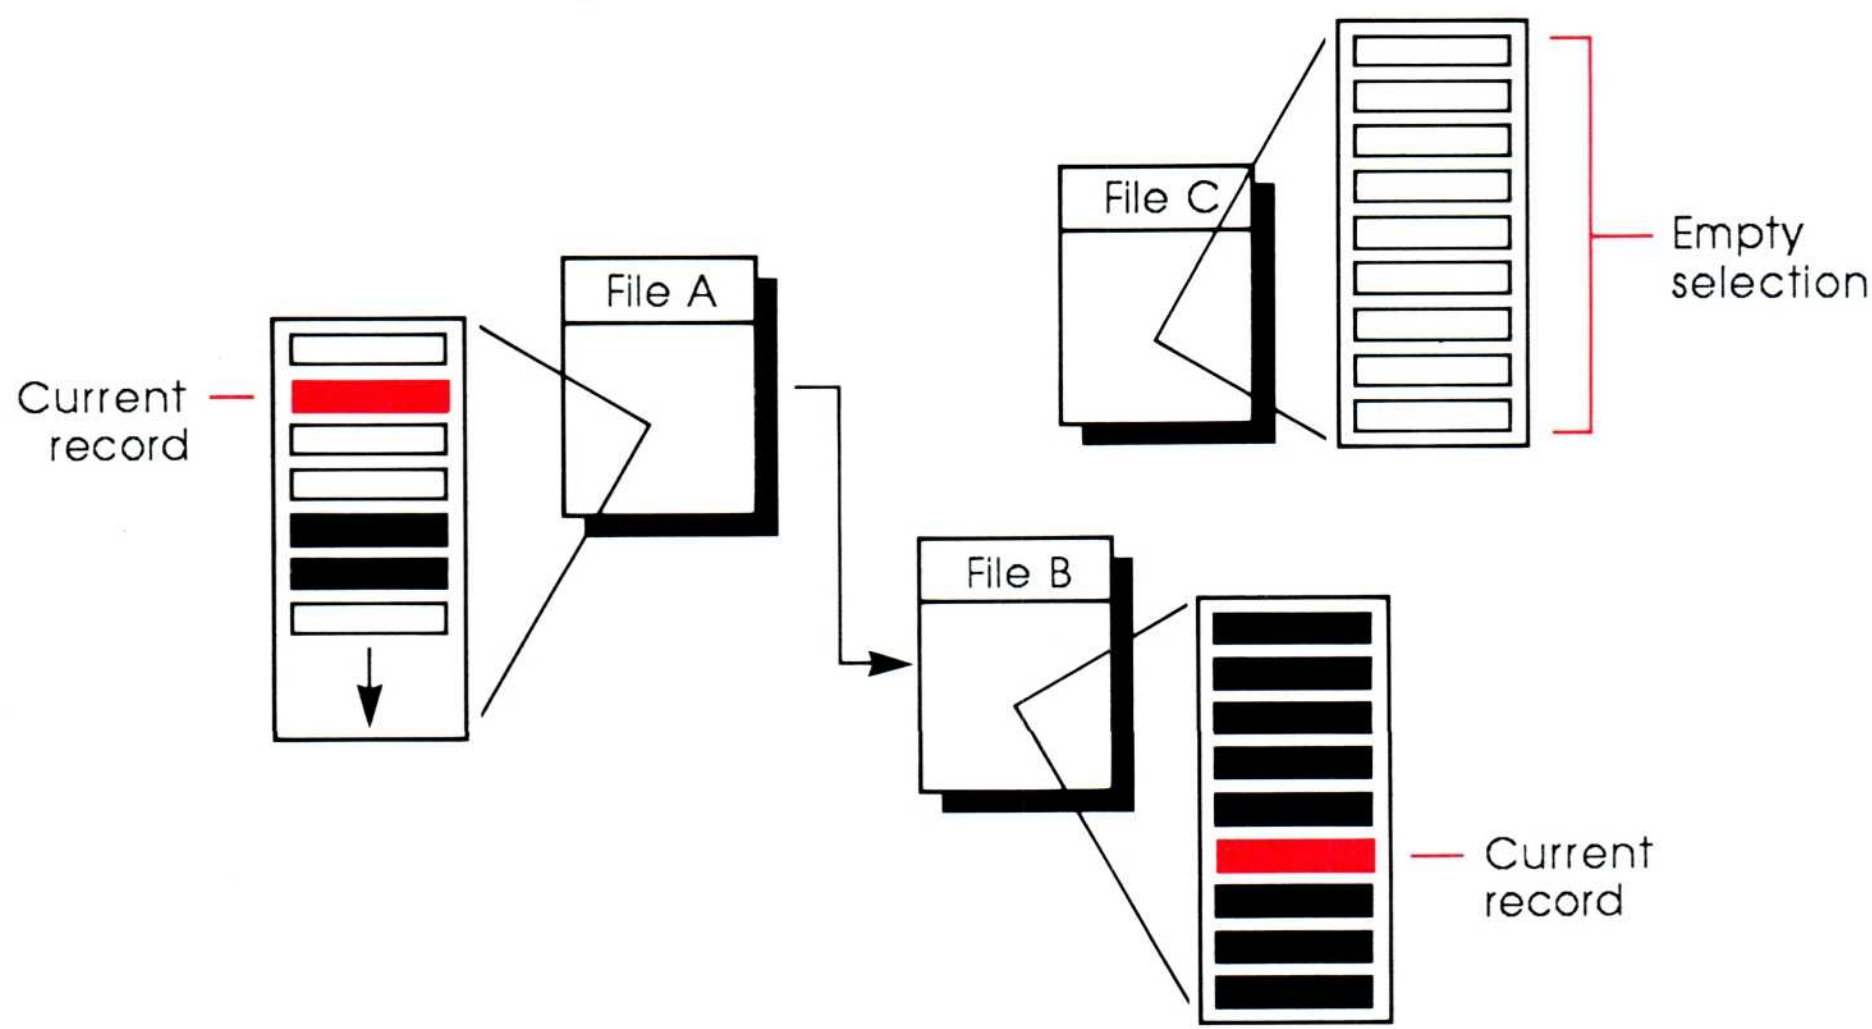 File C
Empty
selection
File A
Current
record
File B
Current
record